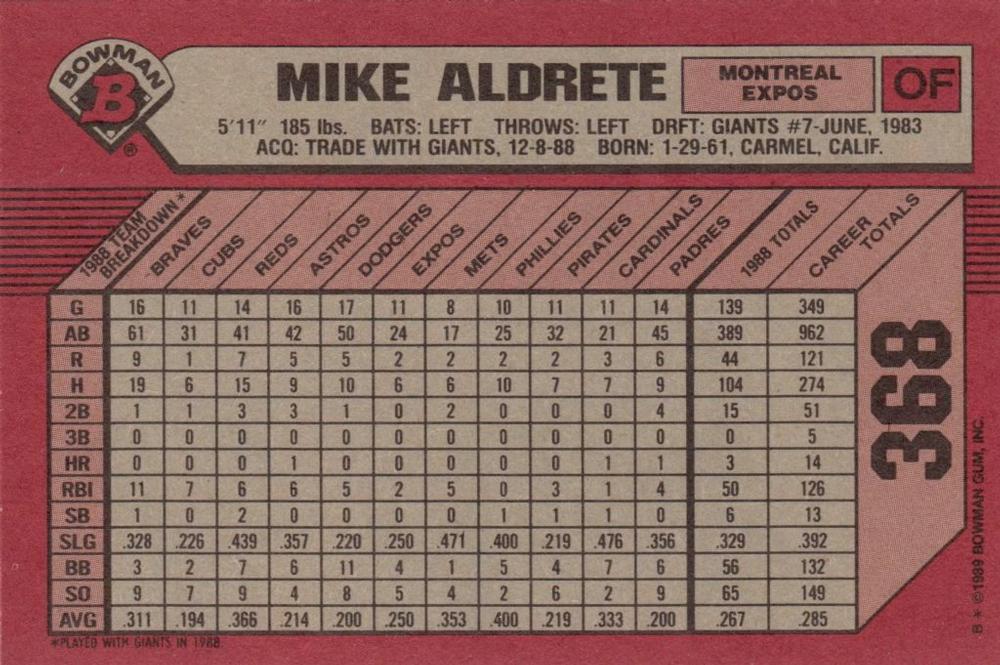 BOWMAN
B
®
MIKE ALDRETE
MONTREAL
EXPOS
OF
5'11" 185 lbs. BATS: LEFT THROWS: LEFT DRFT: GIANTS #7-JUNE, 1983
ACQ: TRADE WITH GIANTS, 12-8-88 BORN: 1-29-61, CARMEL, CALIF.
1988 TEAM BREAKDOWN* BRAVES CUBS REDS ASTROS DODGERS EXPOS METS PHILLIES PIRATES CARDINALS PADRES 1988 TOTALS CAREER TOTALS
G 16 11 14 16 17 11 8 10 11 11 14 139 349
AB 61 31 41 42 50 24 17 25 32 21 45 389 962
R 9 1 7 5 5 2 2 2 2 3 6 44 121
H 19 6 15 9 10 6 6 10 7 7 9 104 274
2B 1 1 3 3 1 0 2 0 0 0 4 15 51
3B 0 0 0 0 0 0 0 0 0 0 0 0 5
HR 0 0 0 1 0 0 0 0 0 1 1 3 14
RBI 11 7 6 6 5 2 5 0 3 1 4 50 126
SB 1 0 2 0 0 0 0 1 1 1 0 6 13
SLG .328 .226 .439 .357 .220 .250 .471 .400 .219 .476 .356 .329 .392
BB 3 2 7 6 11 4 1 5 4 7 6 56 132
SO 9 7 9 4 8 5 4 2 6 2 9 65 149
AVG .311 .194 .366 .214 .200 .250 .353 .400 .219 .333 .200 .267 .285
*PLAYED WITH GIANTS IN 1988.
368
B * ©1989 BOWMAN GUM, INC.